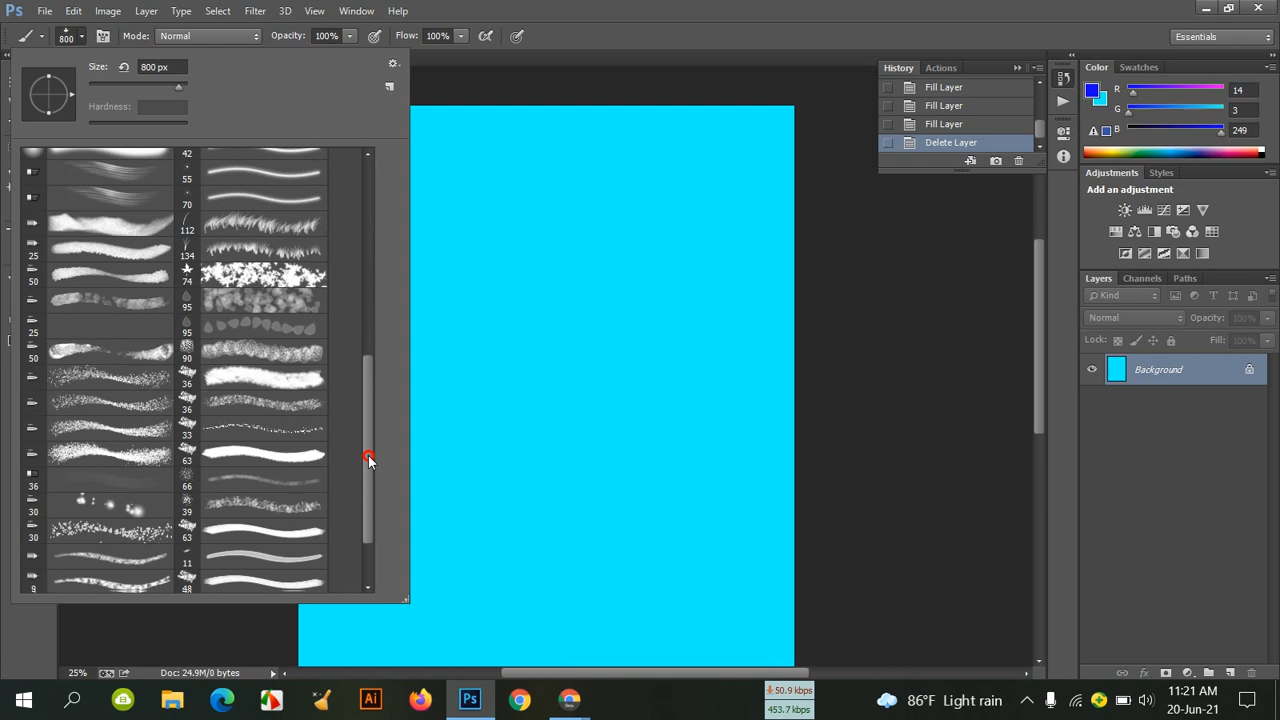 Ps File Edit Image Layer Type Select Filter 3D View Window Help
800 Mode: Normal Opacity: 100% Flow: 100% Essentials
Size: 800 px
Hardness:
42
55
70
112
25 134
50 74
95
25 95
50 90
36
36
33
63
36 66
30 39
30 63
11
9 48
History Actions
Fill Layer
Fill Layer
Fill Layer
Delete Layer
Color Swatches
R 14
G 3
B 249
Adjustments Styles
Add an adjustment
Layers Channels Paths
Kind
Normal Opacity: 100%
Lock: Fill: 100%
Background
25% Doc: 24.9M/0 bytes
Ai Ps
50.9 kbps
453.7 kbps
86°F Light rain
11:21 AM
20-Jun-21